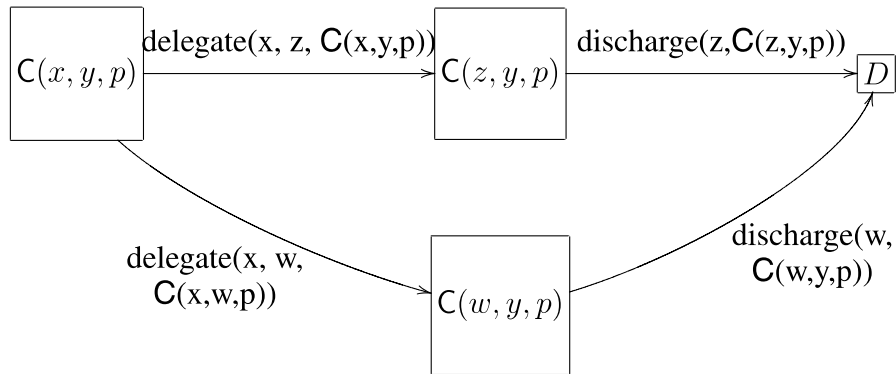 delegate(x, z, C(x,y,p))
discharge(z,C(z,y,p))
C(x, y, p)
C(z, y, p)
D
delegate(x, w,
C(x,w,p))
discharge(w,
C(w,y,p))
C(w, y, p)